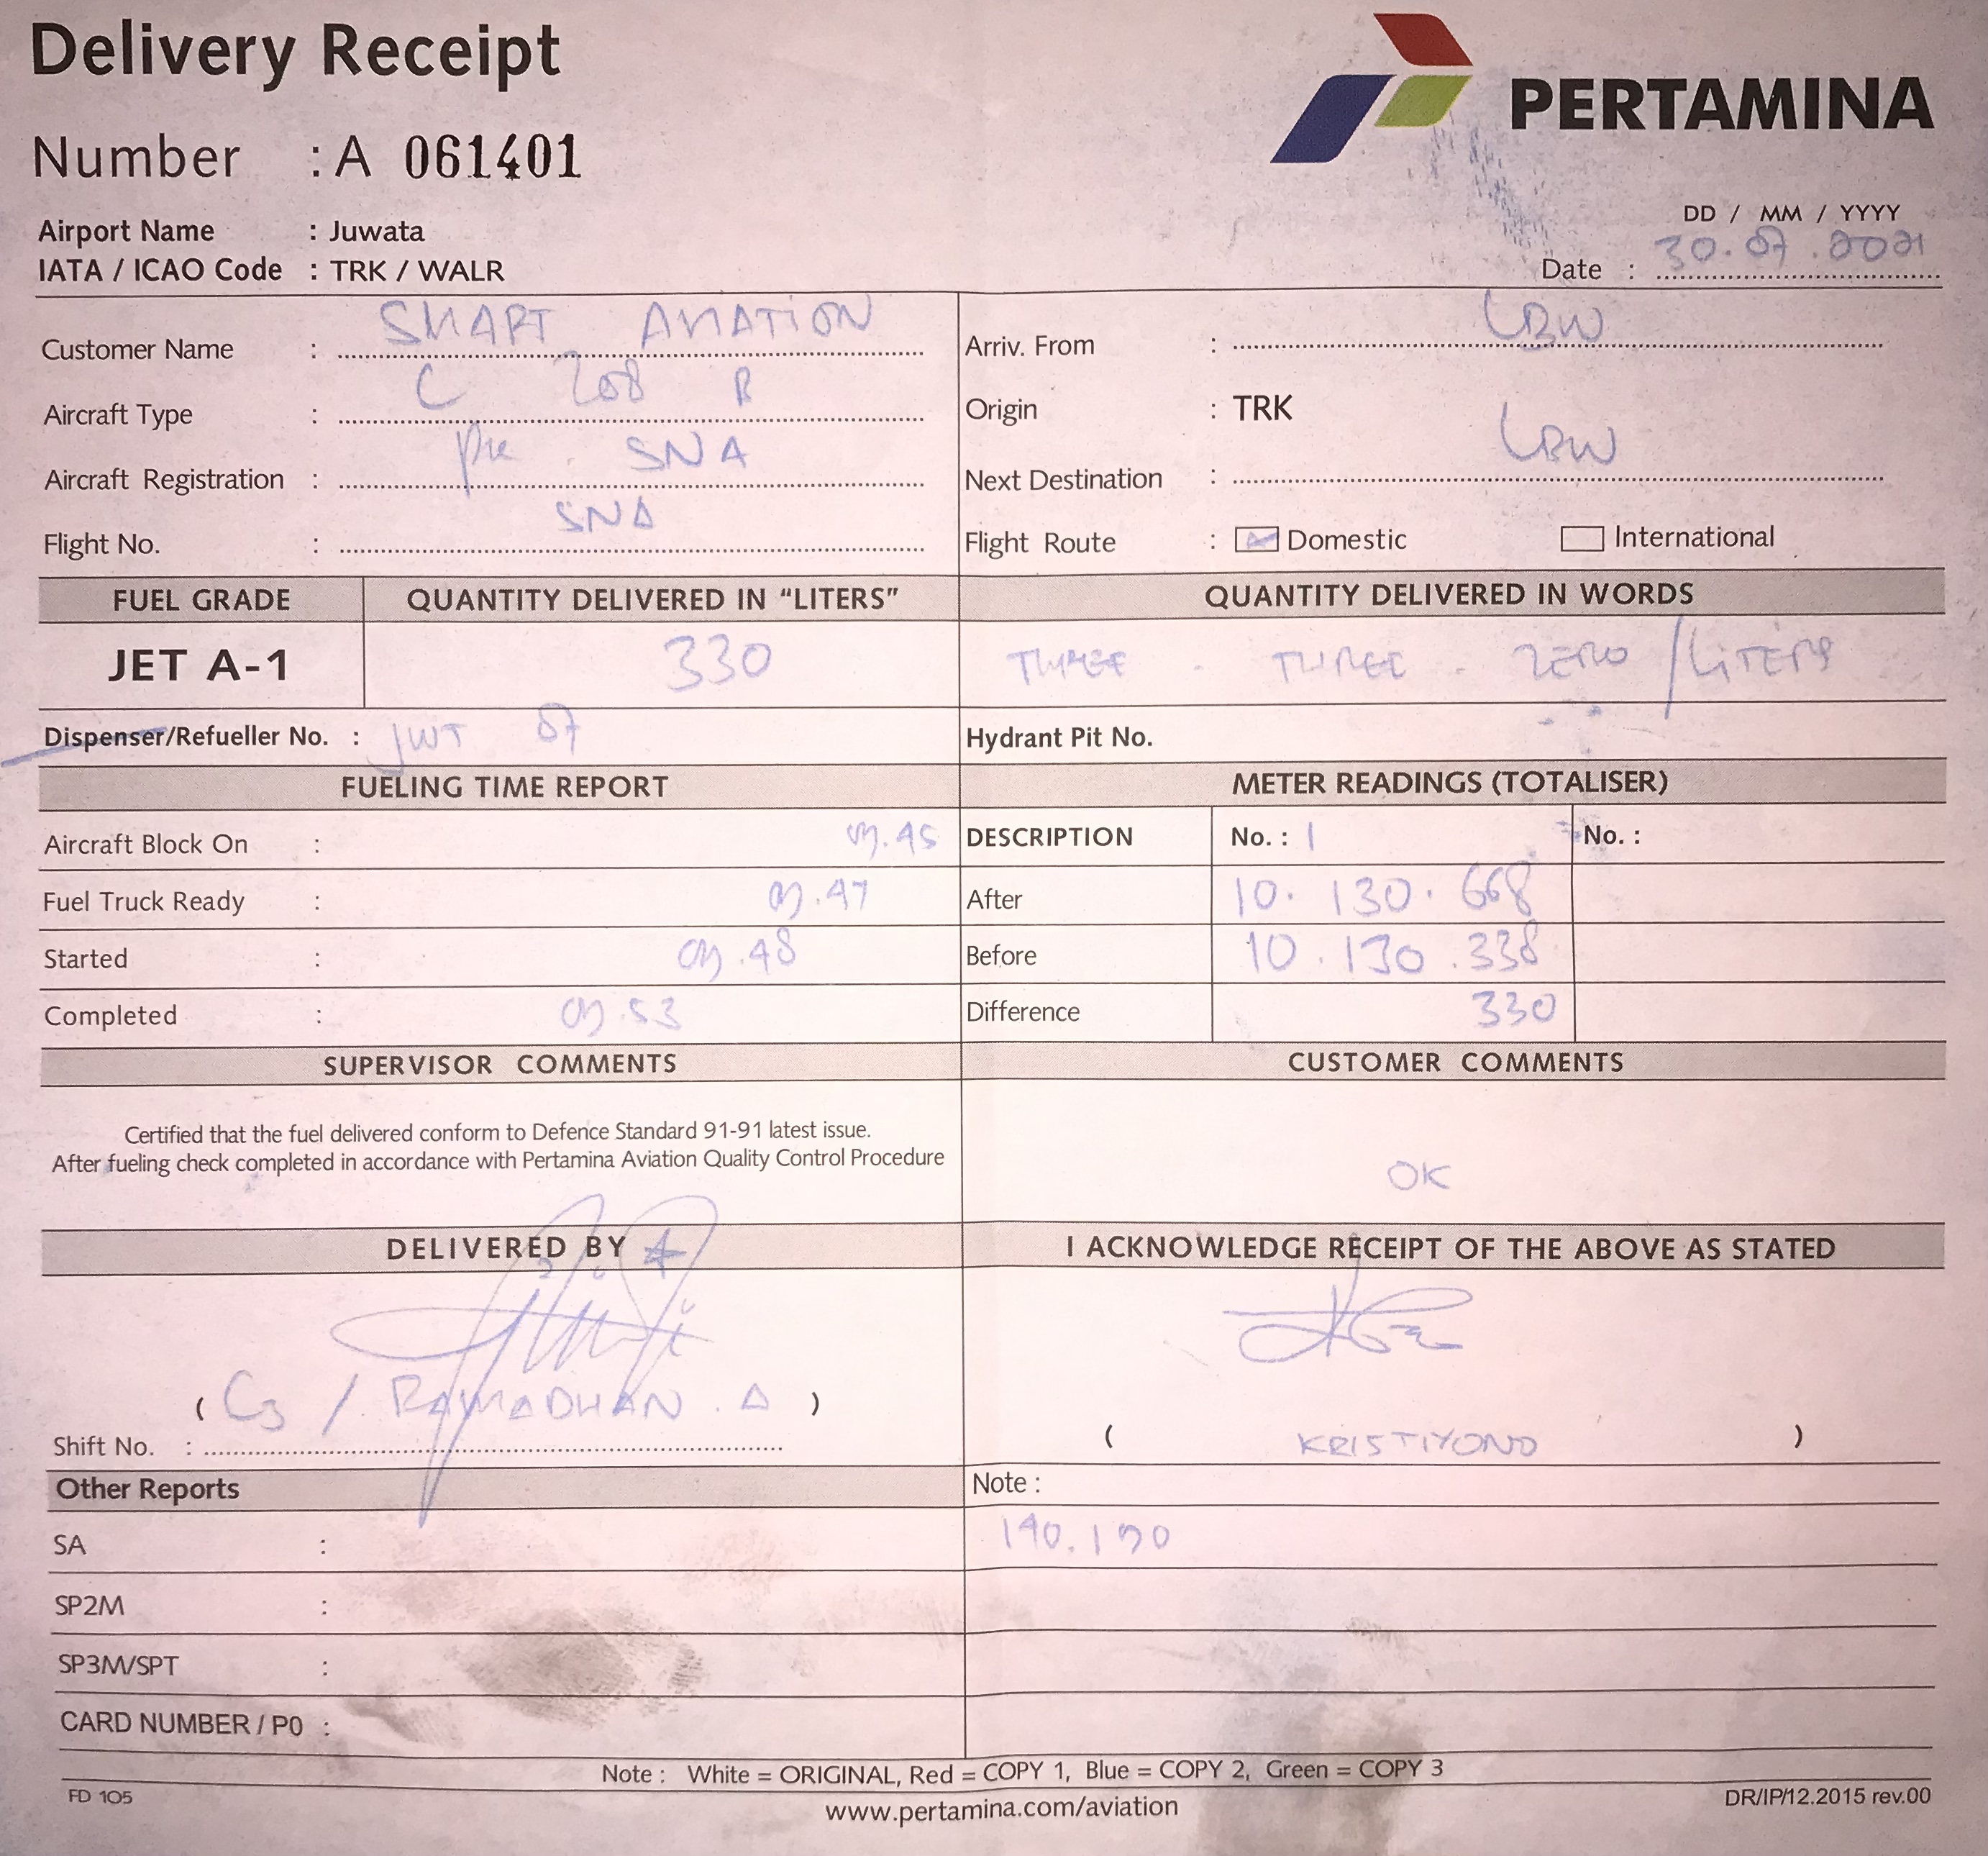 Delivery Receipt
PERTAMINA
Number : A 061401
Airport Name : Juwata
IATA / ICAO Code : TRK / WALR
DD / MM / YYYY
Date : 30.07.2021
Customer Name : SMART AVIATION
Arriv. From : LBW
Aircraft Type : C 208 B
Origin : TRK
Aircraft Registration : PK . SNA
Next Destination : LBW
Flight No. : SNA
Flight Route : Domestic International
FUEL GRADE QUANTITY DELIVERED IN "LITERS" QUANTITY DELIVERED IN WORDS
JET A-1 330 THREE - THREE - ZERO / LITERS
Dispenser/Refueller No. : JWT 07 Hydrant Pit No.
FUELING TIME REPORT METER READINGS (TOTALISER)
Aircraft Block On : 09.45 DESCRIPTION No. : 1 No. :
Fuel Truck Ready : 09.47 After 10.130.668
Started : 09.48 Before 10.130.338
Completed : 09.53 Difference 330
SUPERVISOR COMMENTS CUSTOMER COMMENTS
Certified that the fuel delivered conform to Defence Standard 91-91 latest issue.
After fueling check completed in accordance with Pertamina Aviation Quality Control Procedure
OK
DELIVERED BY I ACKNOWLEDGE RECEIPT OF THE ABOVE AS STATED
( / RAMADHAN . A )
Shift No. :
( KRISTIYONO )
Other Reports Note :
SA : 190.190
SP2M :
SP3M/SPT :
CARD NUMBER / P0 :
Note : White = ORIGINAL, Red = COPY 1, Blue = COPY 2, Green = COPY 3
FD 105 www.pertamina.com/aviation DR/IP/12.2015 rev.00